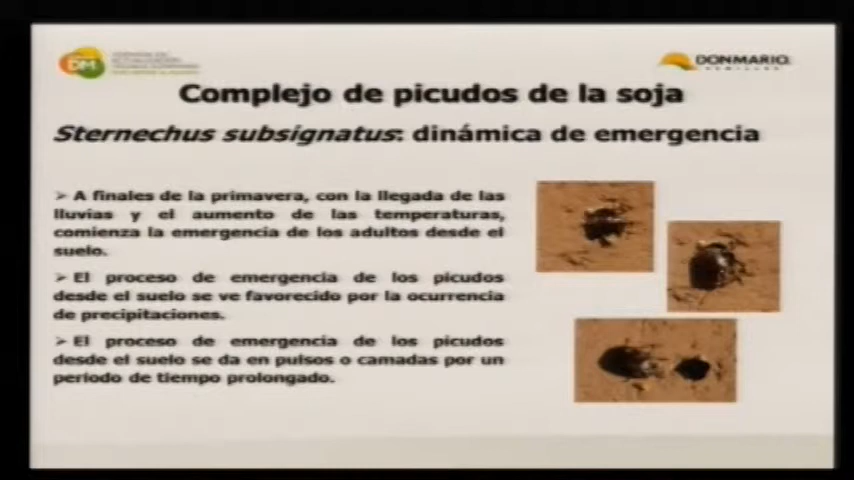 DM
DONMARIO
SEMILLAS
Complejo de picudos de la soja
Sternechus subsignatus: dinámica de emergencia
➢ A finales de la primavera, con la llegada de las
lluvias y el aumento de las temperaturas,
comienza la emergencia de los adultos desde el
suelo.
➢ El proceso de emergencia de los picudos
desde el suelo se ve favorecido por la ocurrencia
de precipitaciones.
➢ El proceso de emergencia de los picudos
desde el suelo se da en pulsos o camadas por un
período de tiempo prolongado.